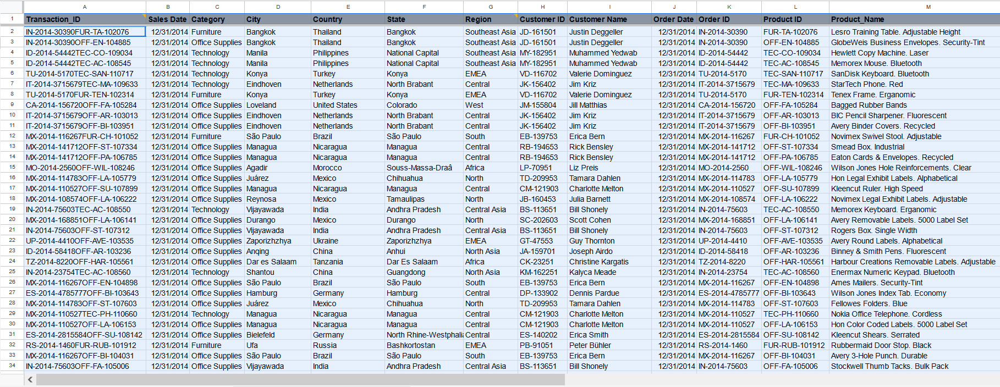 A B C D E F G H I J K L M
1 Transaction_ID Sales Date Category City Country State Region Customer ID Customer Name Order Date Order ID Product ID Product_Name
2 IN-2014-30390FUR-TA-102076 12/31/2014 Furniture Bangkok Thailand Bangkok Southeast Asia JD-161501 Justin Deggeller 12/31/2014 IN-2014-30390 FUR-TA-102076 Lesro Training Table. Adjustable Height
3 IN-2014-30390OFF-EN-104885 12/31/2014 Office Supplies Bangkok Thailand Bangkok Southeast Asia JD-161501 Justin Deggeller 12/31/2014 IN-2014-30390 OFF-EN-104885 GlobeWeis Business Envelopes. Security-Tint
4 ID-2014-54442TEC-CO-109034 12/31/2014 Technology Manila Philippines National Capital Southeast Asia MY-182951 Muhammed Yedwab 12/31/2014 ID-2014-54442 TEC-CO-109034 Hewlett Copy Machine. Laser
5 ID-2014-54442TEC-AC-108545 12/31/2014 Technology Manila Philippines National Capital Southeast Asia MY-182951 Muhammed Yedwab 12/31/2014 ID-2014-54442 TEC-AC-108545 Memorex Mouse. Bluetooth
6 TU-2014-5170TEC-SAN-110717 12/31/2014 Technology Konya Turkey Konya EMEA VD-116702 Valerie Dominguez 12/31/2014 TU-2014-5170 TEC-SAN-110717 SanDisk Keyboard. Bluetooth
7 IT-2014-3715679TEC-MA-109633 12/31/2014 Technology Eindhoven Netherlands North Brabant Central JK-156402 Jim Kriz 12/31/2014 IT-2014-3715679 TEC-MA-109633 StarTech Phone. Red
8 TU-2014-5170FUR-TEN-102314 12/31/2014 Furniture Konya Turkey Konya EMEA VD-116702 Valerie Dominguez 12/31/2014 TU-2014-5170 FUR-TEN-102314 Tenex Frame. Erganomic
9 CA-2014-156720OFF-FA-105284 12/31/2014 Office Supplies Loveland United States Colorado West JM-155804 Jill Matthias 12/31/2014 CA-2014-156720 OFF-FA-105284 Bagged Rubber Bands
10 IT-2014-3715679OFF-AR-103013 12/31/2014 Office Supplies Eindhoven Netherlands North Brabant Central JK-156402 Jim Kriz 12/31/2014 IT-2014-3715679 OFF-AR-103013 BIC Pencil Sharpener. Fluorescent
11 IT-2014-3715679OFF-BI-103951 12/31/2014 Office Supplies Eindhoven Netherlands North Brabant Central JK-156402 Jim Kriz 12/31/2014 IT-2014-3715679 OFF-BI-103951 Avery Binder Covers. Recycled
12 MX-2014-116267FUR-CH-101052 12/31/2014 Furniture São Paulo Brazil São Paulo South EB-139753 Erica Bern 12/31/2014 MX-2014-116267 FUR-CH-101052 Novimex Swivel Stool. Adjustable
13 MX-2014-141712OFF-ST-107334 12/31/2014 Office Supplies Managua Nicaragua Managua Central RB-194653 Rick Bensley 12/31/2014 MX-2014-141712 OFF-ST-107334 Smead Box. Industrial
14 MX-2014-141712OFF-PA-106785 12/31/2014 Office Supplies Managua Nicaragua Managua Central RB-194653 Rick Bensley 12/31/2014 MX-2014-141712 OFF-PA-106785 Eaton Cards & Envelopes. Recycled
15 MO-2014-2560OFF-WIL-108246 12/31/2014 Office Supplies Agadir Morocco Souss-Massa-Draâ Africa LP-70951 Liz Preis 12/31/2014 MO-2014-2560 OFF-WIL-108246 Wilson Jones Hole Reinforcements. Clear
16 MX-2014-114783OFF-LA-105779 12/31/2014 Office Supplies Juárez Mexico Chihuahua North TD-209953 Tamara Dahlen 12/31/2014 MX-2014-114783 OFF-LA-105779 Hon Legal Exhibit Labels. Alphabetical
17 MX-2014-110527OFF-SU-107899 12/31/2014 Office Supplies Managua Nicaragua Managua Central CM-121903 Charlotte Melton 12/31/2014 MX-2014-110527 OFF-SU-107899 Kleencut Ruler. High Speed
18 MX-2014-108574OFF-LA-106222 12/31/2014 Office Supplies Reynosa Mexico Tamaulipas North JB-160453 Julia Barnett 12/31/2014 MX-2014-108574 OFF-LA-106222 Novimex Legal Exhibit Labels. Adjustable
19 IN-2014-75603TEC-AC-108550 12/31/2014 Technology Vijayawada India Andhra Pradesh Central Asia BS-113651 Bill Shonely 12/31/2014 IN-2014-75603 TEC-AC-108550 Memorex Keyboard. Erganomic
20 MX-2014-168851OFF-LA-106141 12/31/2014 Office Supplies Durango Mexico Durango North SC-202603 Scott Cohen 12/31/2014 MX-2014-168851 OFF-LA-106141 Avery Removable Labels. 5000 Label Set
21 IN-2014-75603OFF-ST-107312 12/31/2014 Office Supplies Vijayawada India Andhra Pradesh Central Asia BS-113651 Bill Shonely 12/31/2014 IN-2014-75603 OFF-ST-107312 Rogers Box. Single Width
22 UP-2014-4410OFF-AVE-103535 12/31/2014 Office Supplies Zaporizhzhya Ukraine Zaporizhzhya EMEA GT-47553 Guy Thornton 12/31/2014 UP-2014-4410 OFF-AVE-103535 Avery Round Labels. Alphabetical
23 ID-2014-58418OFF-AR-103236 12/31/2014 Office Supplies Anqing China Anhui North Asia JA-159701 Joseph Airdo 12/31/2014 ID-2014-58418 OFF-AR-103236 Binney & Smith Pens. Fluorescent
24 TZ-2014-8220OFF-HAR-105561 12/31/2014 Office Supplies Dar es Salaam Tanzania Dar Es Salaam Africa CK-23251 Christine Kargatis 12/31/2014 TZ-2014-8220 OFF-HAR-105561 Harbour Creations Removable Labels. Adjustable
25 IN-2014-23754TEC-AC-108560 12/31/2014 Technology Shantou China Guangdong North Asia KM-162251 Kalyca Meade 12/31/2014 IN-2014-23754 TEC-AC-108560 Enermax Numeric Keypad. Bluetooth
26 MX-2014-116267OFF-EN-104898 12/31/2014 Office Supplies São Paulo Brazil São Paulo South EB-139753 Erica Bern 12/31/2014 MX-2014-116267 OFF-EN-104898 Ames Mailers. Security-Tint
27 ES-2014-4785777OFF-BI-103643 12/31/2014 Office Supplies Hamburg Germany Hamburg Central DP-133902 Dennis Pardue 12/31/2014 ES-2014-4785777 OFF-BI-103643 Wilson Jones Index Tab. Economy
28 MX-2014-114783OFF-ST-107603 12/31/2014 Office Supplies Juárez Mexico Chihuahua North TD-209953 Tamara Dahlen 12/31/2014 MX-2014-114783 OFF-ST-107603 Fellowes Folders. Blue
29 MX-2014-110527TEC-PH-110660 12/31/2014 Technology Managua Nicaragua Managua Central CM-121903 Charlotte Melton 12/31/2014 MX-2014-110527 TEC-PH-110660 Nokia Office Telephone. Cordless
30 MX-2014-110527OFF-LA-106153 12/31/2014 Office Supplies Managua Nicaragua Managua Central CM-121903 Charlotte Melton 12/31/2014 MX-2014-110527 OFF-LA-106153 Hon Color Coded Labels. 5000 Label Set
31 ES-2014-2815584OFF-SU-108142 12/31/2014 Office Supplies Bielefeld Germany North Rhine-Westphalia Central ES-140202 Erica Smith 12/31/2014 ES-2014-2815584 OFF-SU-108142 Kleencut Shears. Serrated
32 RS-2014-1460FUR-RUB-101912 12/31/2014 Furniture Ufa Russia Bashkortostan EMEA PB-91051 Peter Bühler 12/31/2014 RS-2014-1460 FUR-RUB-101912 Rubbermaid Door Stop. Black
33 MX-2014-116267OFF-BI-104031 12/31/2014 Office Supplies São Paulo Brazil São Paulo South EB-139753 Erica Bern 12/31/2014 MX-2014-116267 OFF-BI-104031 Avery 3-Hole Punch. Durable
34 IN-2014-75603OFF-FA-105006 12/31/2014 Office Supplies Vijayawada India Andhra Pradesh Central Asia BS-113651 Bill Shonely 12/31/2014 IN-2014-75603 OFF-FA-105006 Stockwell Thumb Tacks. Bulk Pack